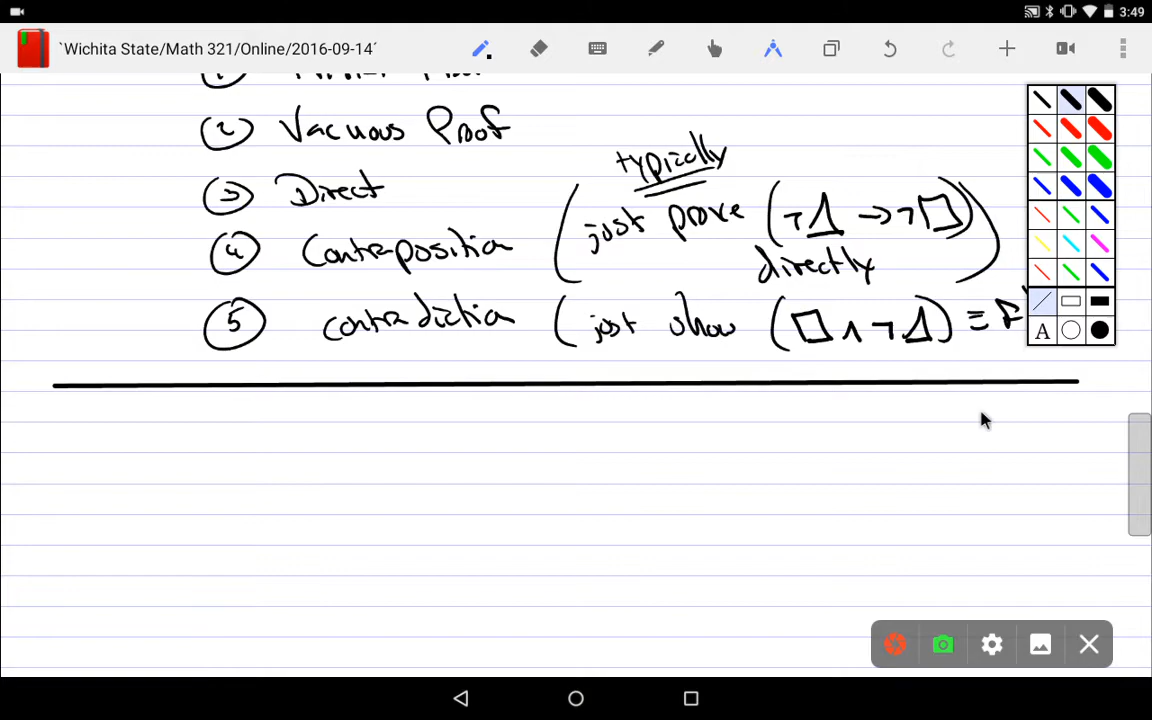 3:49
`Wichita State/Math 321/Online/2016-09-14´
② Vacuous Proof
③ Direct
④ Contraposition (typically just prove (¬△ → ¬□) directly)
⑤ contradiction (just show (□ ∧ ¬△) ≡ F
A